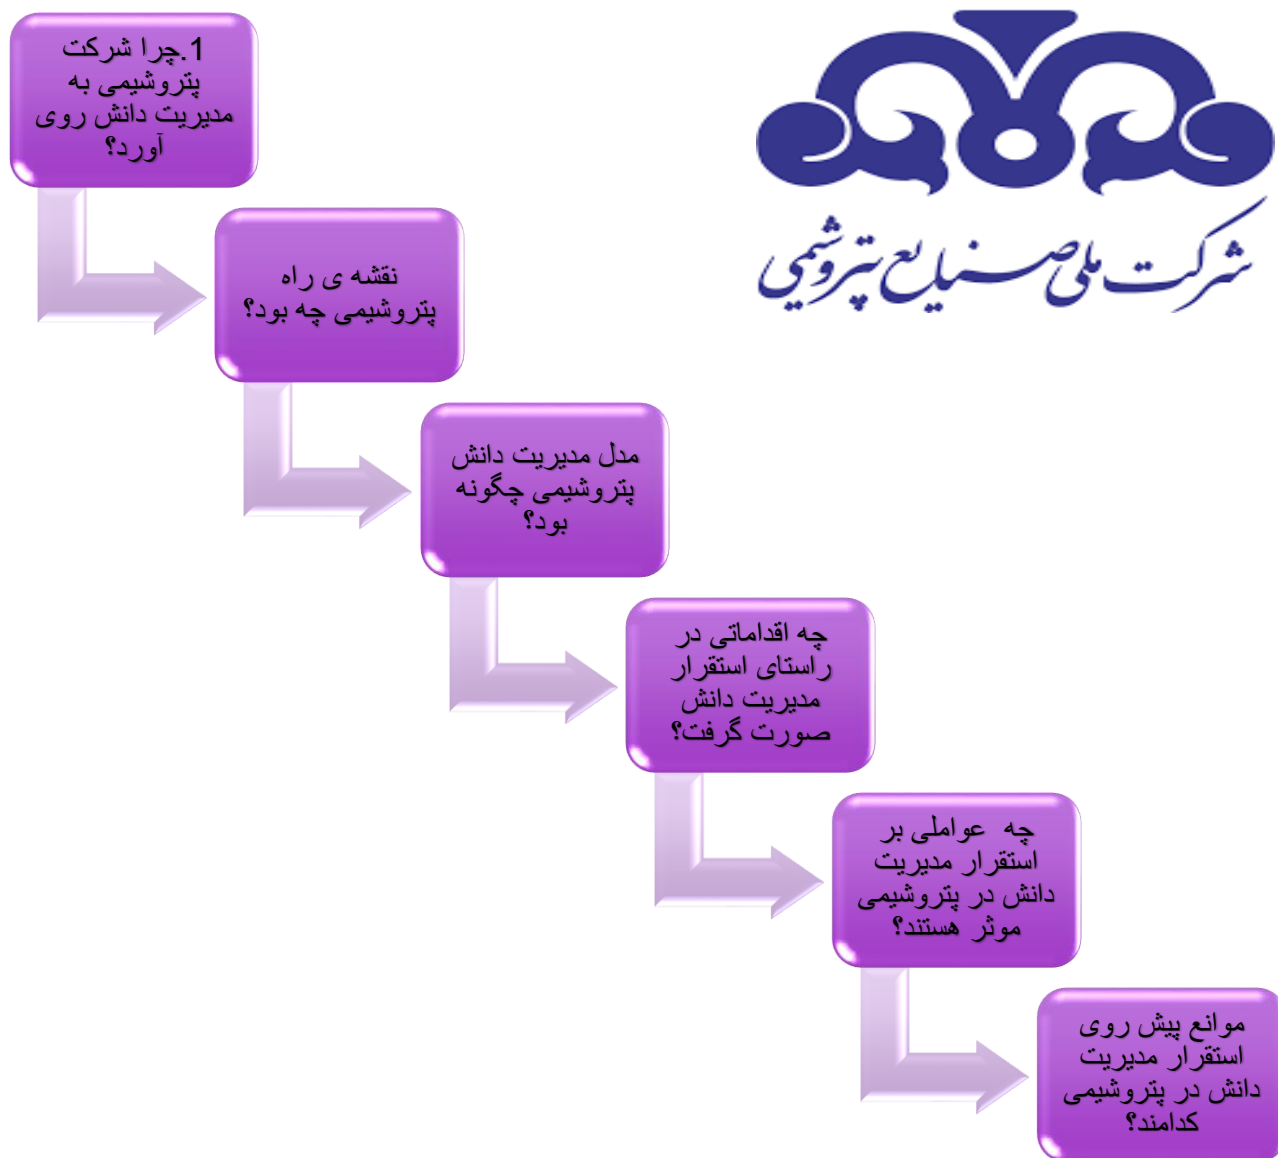 1.چرا شرکت
پتروشیمی به
مدیریت دانش روی
آورد؟
شرکت ملی صنایع پتروشیمی
نقشه ی راه
پتروشیمی چه بود؟
مدل مدیریت دانش
پتروشیمی چگونه
بود؟
چه اقداماتی در
راستای استقرار
مدیریت دانش
صورت گرفت؟
چه عواملی بر
استقرار مدیریت
دانش در پتروشیمی
موثر هستند؟
موانع پیش روی
استقرار مدیریت
دانش در پتروشیمی
کدامند؟